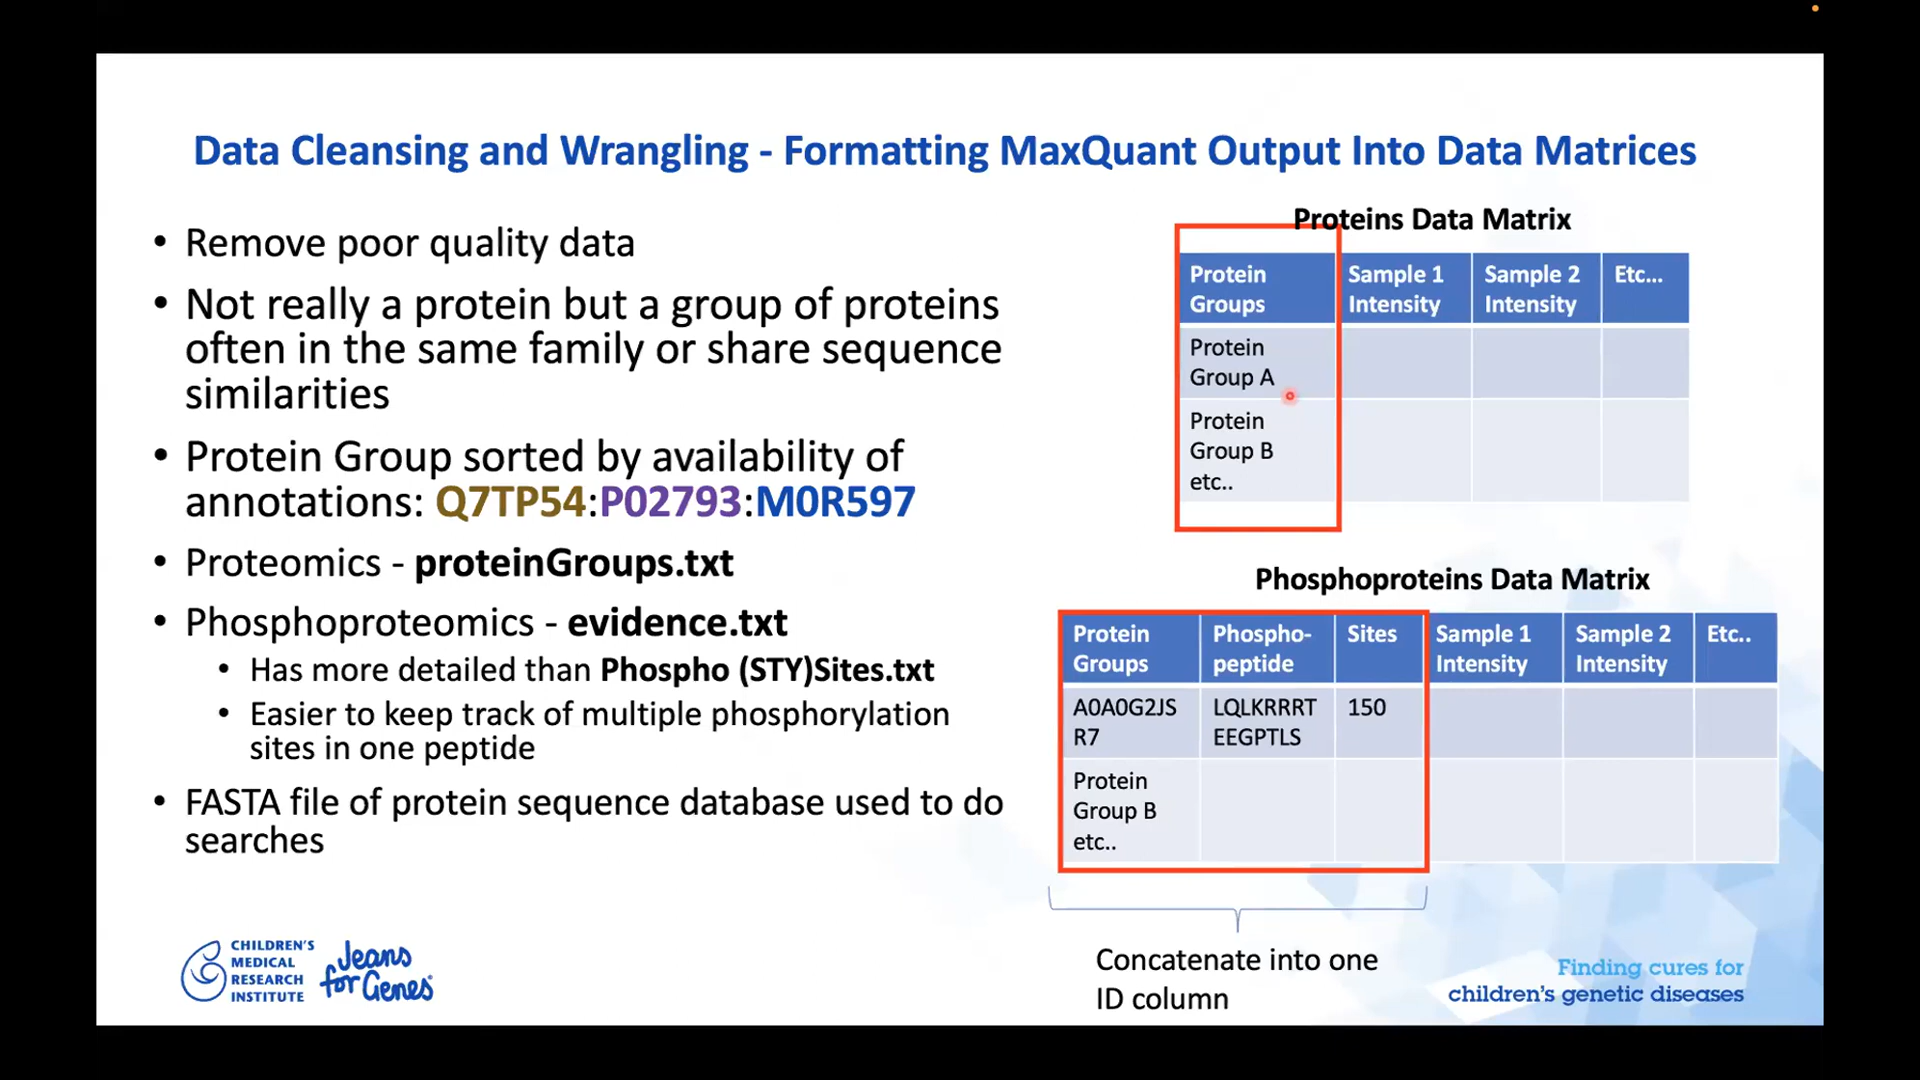 Data Cleansing and Wrangling - Formatting MaxQuant Output Into Data Matrices
• Remove poor quality data
• Not really a protein but a group of proteins
often in the same family or share sequence
similarities
• Protein Group sorted by availability of
annotations: Q7TP54:P02793:M0R597
• Proteomics - proteinGroups.txt
• Phosphoproteomics - evidence.txt
• Has more detailed than Phospho (STY)Sites.txt
• Easier to keep track of multiple phosphorylation
sites in one peptide
• FASTA file of protein sequence database used to do
searches
Proteins Data Matrix
Protein Groups
Sample 1 Intensity
Sample 2 Intensity
Etc...
Protein
Group A
Protein
Group B
etc..
Phosphoproteins Data Matrix
Protein Groups
Phospho-peptide
Sites
Sample 1 Intensity
Sample 2 Intensity
Etc..
A0A0G2JS
R7
LQLKRRRT
EEGPTLS
150
Protein
Group B
etc..
Concatenate into one
ID column
CHILDREN'S
MEDICAL
RESEARCH
INSTITUTE
Jeans
for Genes
Finding cures for
children's genetic diseases